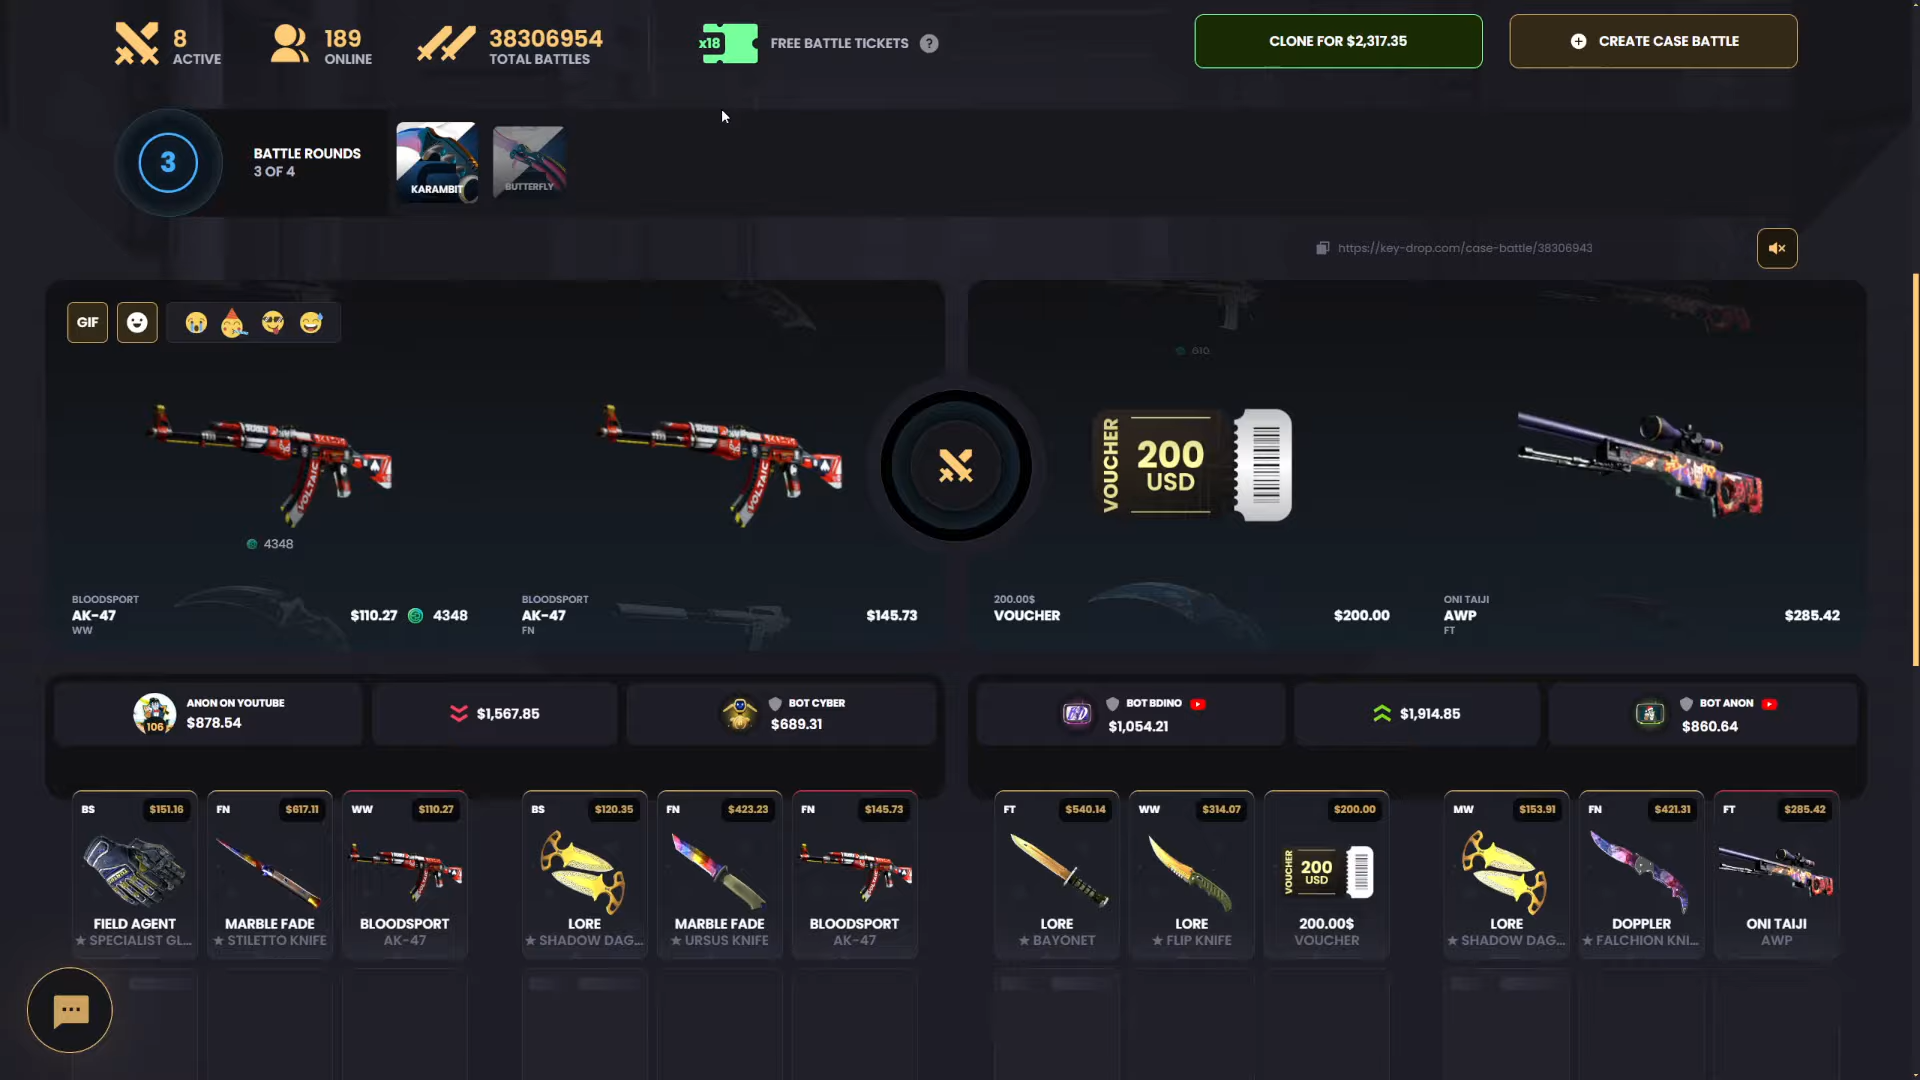 8
ACTIVE
189
ONLINE
38306954
TOTAL BATTLES
x18
FREE BATTLE TICKETS ?
CLONE FOR $2,317.35
CREATE CASE BATTLE
3
BATTLE ROUNDS
3 OF 4
KARAMBIT
BUTTERFLY
https://key-drop.com/case-battle/38306943
GIF
610
VOLTAIC
VOLTAIC
VOUCHER
200
USD
4348
BLOODSPORT
AK-47
WW
$110.27 4348
BLOODSPORT
AK-47
FN
$145.73
200.00$
VOUCHER
$200.00
ONI TAIJI
AWP
FT
$285.42
106
ANON ON YOUTUBE
$878.54
$1,567.85
BOT CYBER
$689.31
BOT BDINO
$1,054.21
$1,914.85
BOT ANON
$860.64
BS $151.16
FIELD AGENT
★ SPECIALIST GL...
FN $617.11
MARBLE FADE
★ STILETTO KNIFE
WW $110.27
BLOODSPORT
AK-47
BS $120.35
LORE
★ SHADOW DAG...
FN $423.23
MARBLE FADE
★ URSUS KNIFE
FN $145.73
BLOODSPORT
AK-47
FT $540.14
LORE
★ BAYONET
WW $314.07
LORE
★ FLIP KNIFE
$200.00
VOUCHER
200
USD
200.00$
VOUCHER
MW $153.91
LORE
★ SHADOW DAG...
FN $421.31
DOPPLER
★ FALCHION KNI...
FT $285.42
ONI TAIJI
AWP